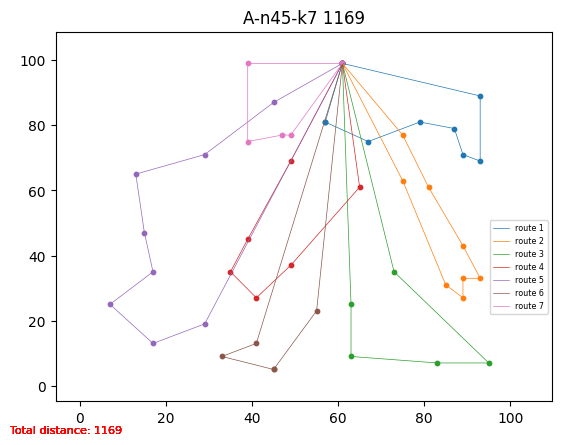 A-n45-k7 1169
100
80
60
40
20
0
route 1
route 2
route 3
route 4
route 5
route 6
route 7
0 20 40 60 80 100
Total distance: 1169